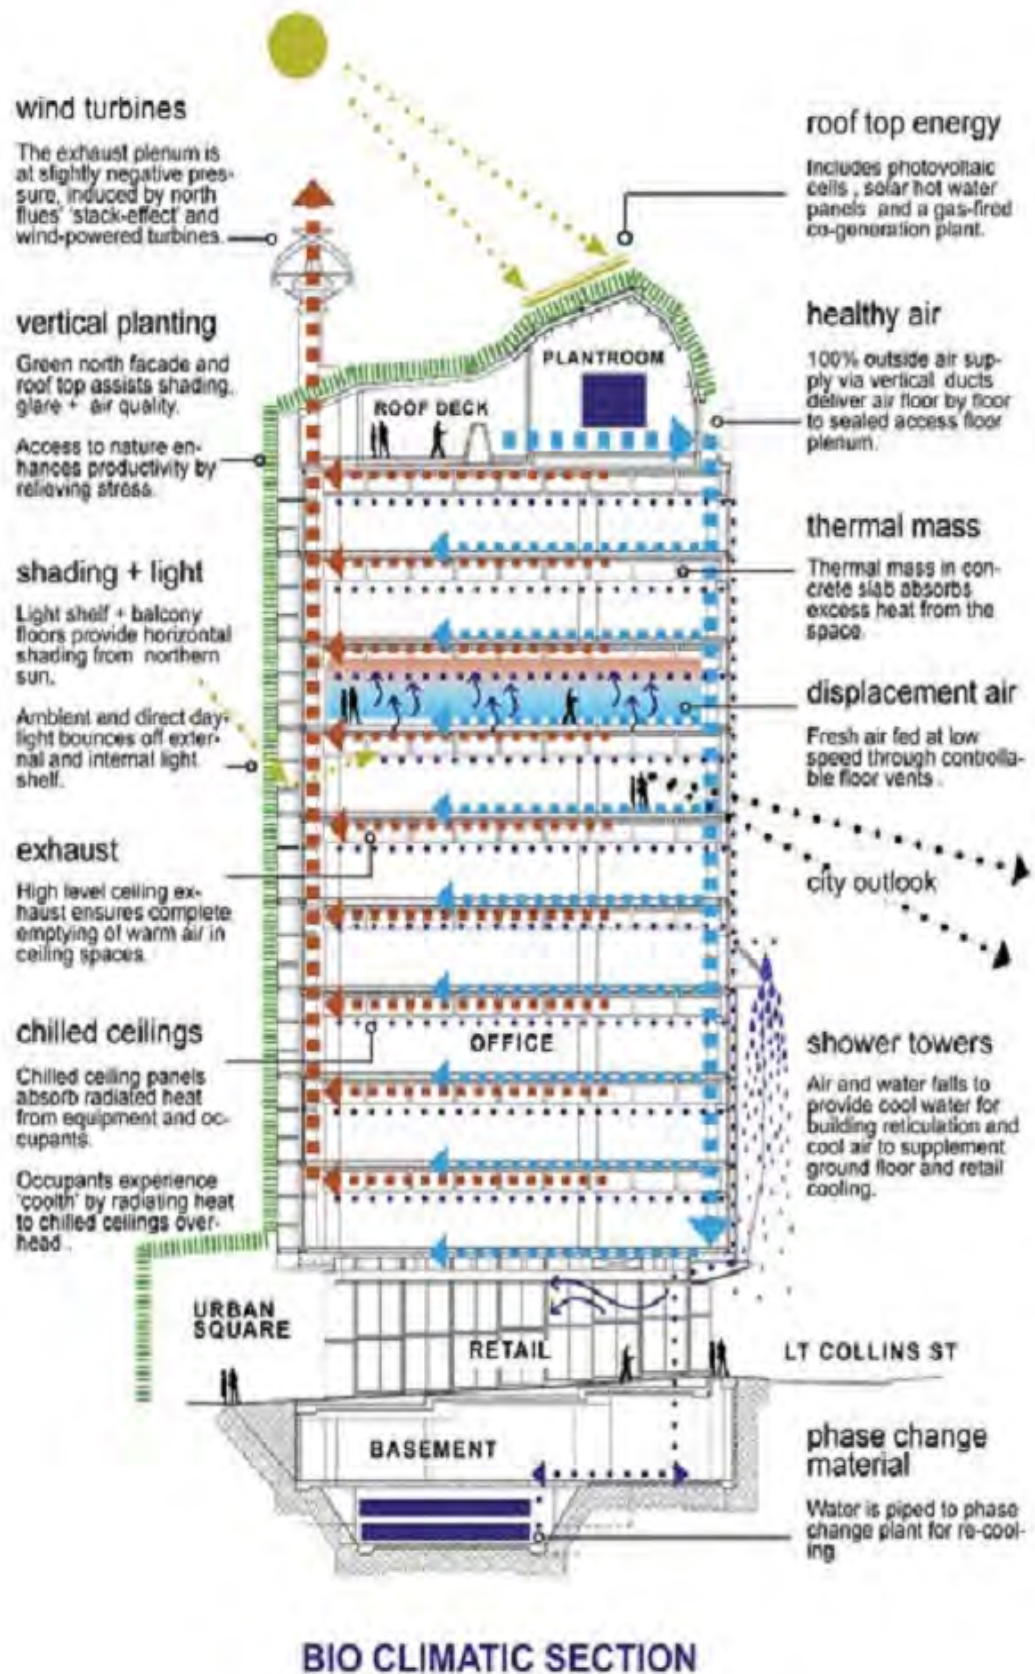 wind turbines
The exhaust plenum is
at slightly negative pres-
sure, induced by north
flues' 'stack-effect' and
wind-powered turbines.
vertical planting
Green north facade and
roof top assists shading,
glare + air quality.
Access to nature en-
hances productivity by
relieving stress.
shading + light
Light shelf + balcony
floors provide horizontal
shading from northern
sun.
Ambient and direct day-
light bounces off exter-
nal and internal light
shelf.
exhaust
High level ceiling ex-
haust ensures complete
emptying of warm air in
ceiling spaces.
chilled ceilings
Chilled ceiling panels
absorb radiated heat
from equipment and oc-
cupants.
Occupants experience
'coolth' by radiating heat
to chilled ceilings over-
head.
roof top energy
Includes photovoltaic
cells, solar hot water
panels and a gas-fired
co-generation plant.
healthy air
100% outside air sup-
ply via vertical ducts
deliver air floor by floor
to sealed access floor
plenum.
thermal mass
Thermal mass in con-
crete slab absorbs
excess heat from the
space.
displacement air
Fresh air fed at low
speed through controlla-
ble floor vents.
city outlook
shower towers
Air and water falls to
provide cool water for
building reticulation and
cool air to supplement
ground floor and retail
cooling.
phase change
material
Water is piped to phase
change plant for re-cool-
ing
PLANTROOM
ROOF DECK
OFFICE
URBAN
SQUARE
RETAIL
LT COLLINS ST
BASEMENT
BIO CLIMATIC SECTION